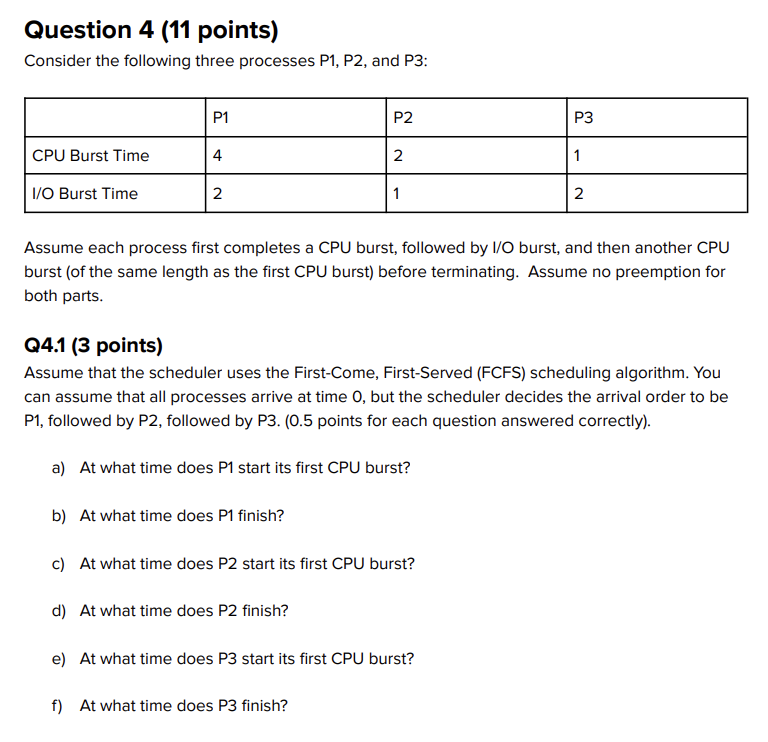 Question 4 (11 points)
Consider the following three processes P1, P2, and P3:
P1 P2 P3
CPU Burst Time 4 2 1
I/O Burst Time 2 1 2
Assume each process first completes a CPU burst, followed by I/O burst, and then another CPU
burst (of the same length as the first CPU burst) before terminating. Assume no preemption for
both parts.
Q4.1 (3 points)
Assume that the scheduler uses the First-Come, First-Served (FCFS) scheduling algorithm. You
can assume that all processes arrive at time 0, but the scheduler decides the arrival order to be
P1, followed by P2, followed by P3. (0.5 points for each question answered correctly).
a) At what time does P1 start its first CPU burst?
b) At what time does P1 finish?
c) At what time does P2 start its first CPU burst?
d) At what time does P2 finish?
e) At what time does P3 start its first CPU burst?
f) At what time does P3 finish?